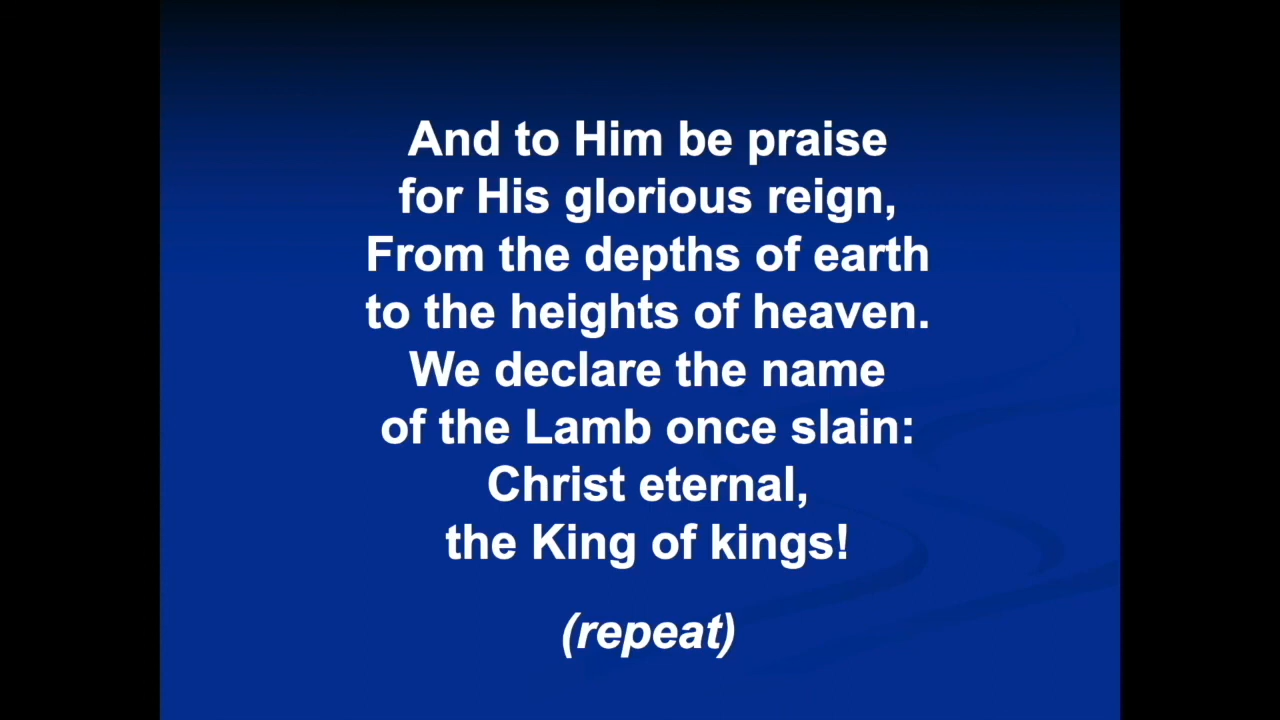 And to Him be praise
for His glorious reign,
From the depths of earth
to the heights of heaven.
We declare the name
of the Lamb once slain:
Christ eternal,
the King of kings!
(repeat)